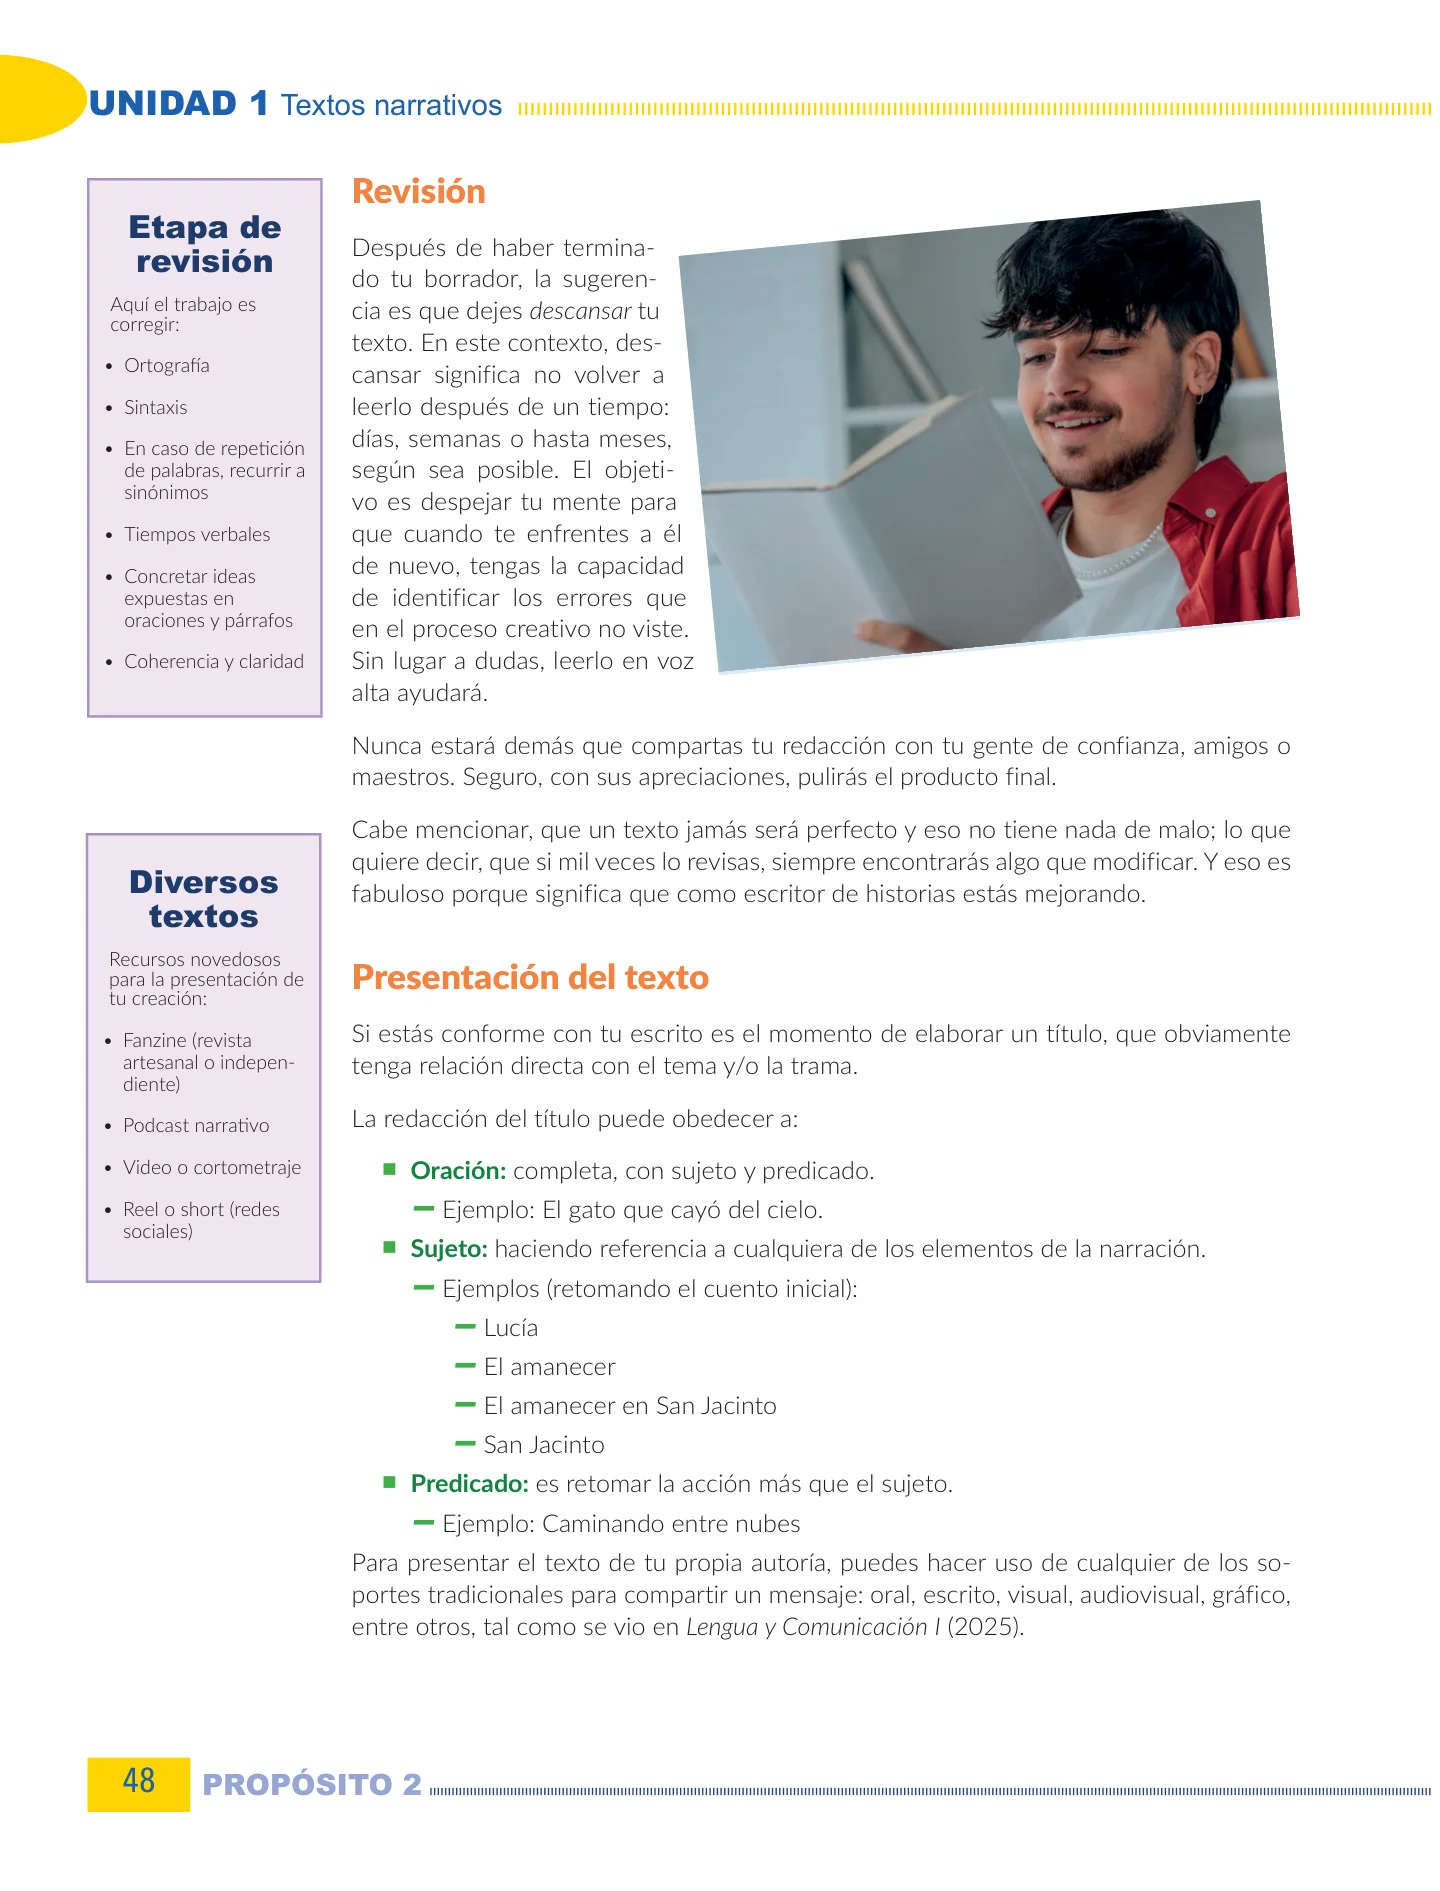 UNIDAD 1 Textos narrativos
Etapa de
revisión
Aquí el trabajo es
corregir:
• Ortografía
• Sintaxis
• En caso de repetición
de palabras, recurrir a
sinónimos
• Tiempos verbales
• Concretar ideas
expuestas en
oraciones y párrafos
• Coherencia y claridad
Diversos
textos
Recursos novedosos
para la presentación de
tu creación:
• Fanzine (revista
artesanal o indepen-
diente)
• Podcast narrativo
• Video o cortometraje
• Reel o short (redes
sociales)
Revisión
Después de haber termina-
do tu borrador, la sugeren-
cia es que dejes descansar tu
texto. En este contexto, des-
cansar significa no volver a
leerlo después de un tiempo:
días, semanas o hasta meses,
según sea posible. El objeti-
vo es despejar tu mente para
que cuando te enfrentes a él
de nuevo, tengas la capacidad
de identificar los errores que
en el proceso creativo no viste.
Sin lugar a dudas, leerlo en voz
alta ayudará.
Nunca estará demás que compartas tu redacción con tu gente de confianza, amigos o
maestros. Seguro, con sus apreciaciones, pulirás el producto final.
Cabe mencionar, que un texto jamás será perfecto y eso no tiene nada de malo; lo que
quiere decir, que si mil veces lo revisas, siempre encontrarás algo que modificar. Y eso es
fabuloso porque significa que como escritor de historias estás mejorando.
Presentación del texto
Si estás conforme con tu escrito es el momento de elaborar un título, que obviamente
tenga relación directa con el tema y/o la trama.
La redacción del título puede obedecer a:
■ Oración: completa, con sujeto y predicado.
— Ejemplo: El gato que cayó del cielo.
■ Sujeto: haciendo referencia a cualquiera de los elementos de la narración.
— Ejemplos (retomando el cuento inicial):
— Lucía
— El amanecer
— El amanecer en San Jacinto
— San Jacinto
■ Predicado: es retomar la acción más que el sujeto.
— Ejemplo: Caminando entre nubes
Para presentar el texto de tu propia autoría, puedes hacer uso de cualquier de los so-
portes tradicionales para compartir un mensaje: oral, escrito, visual, audiovisual, gráfico,
entre otros, tal como se vio en Lengua y Comunicación I (2025).
48 PROPÓSITO 2